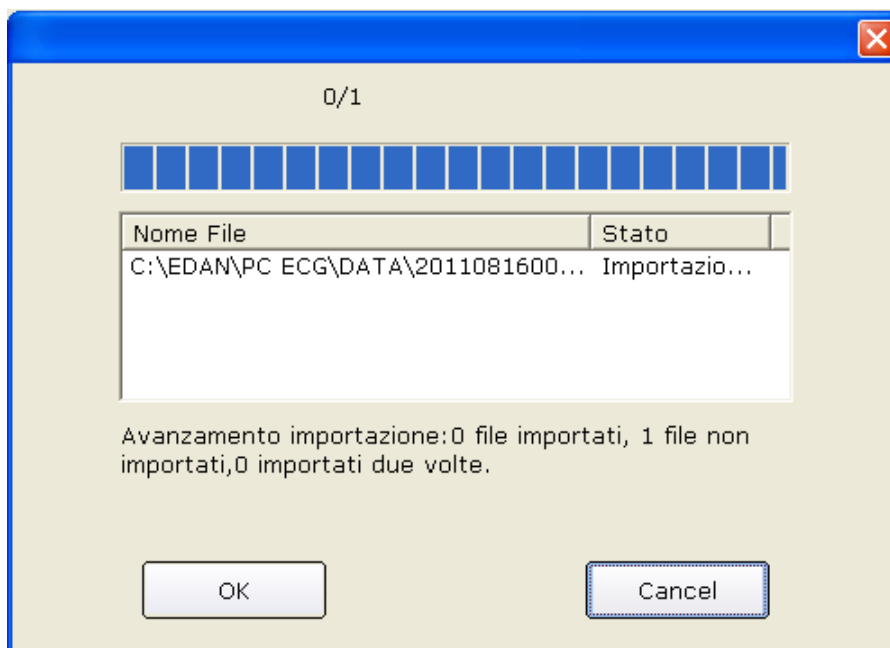 0/1
Nome File Stato
C:\EDAN\PC ECG\DATA\2011081600... Importazio...
Avanzamento importazione:0 file importati, 1 file non
importati,0 importati due volte.
OK Cancel